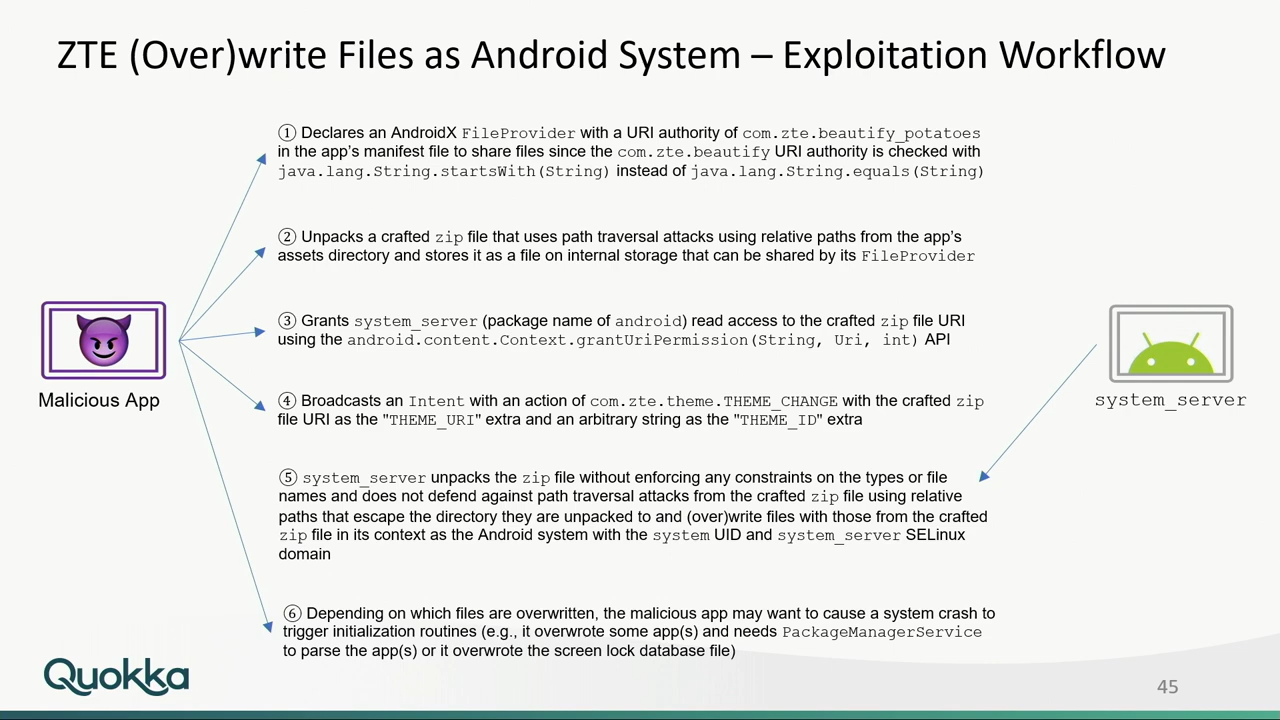 ZTE (Over)write Files as Android System – Exploitation Workflow
① Declares an AndroidX FileProvider with a URI authority of com.zte.beautify_potatoes
in the app's manifest file to share files since the com.zte.beautify URI authority is checked with
java.lang.String.startsWith(String) instead of java.lang.String.equals(String)
② Unpacks a crafted zip file that uses path traversal attacks using relative paths from the app's
assets directory and stores it as a file on internal storage that can be shared by its FileProvider
③ Grants system_server (package name of android) read access to the crafted zip file URI
using the android.content.Context.grantUriPermission(String, Uri, int) API
Malicious App
④ Broadcasts an Intent with an action of com.zte.theme.THEME_CHANGE with the crafted zip
file URI as the "THEME_URI" extra and an arbitrary string as the "THEME_ID" extra
system_server
⑤ system_server unpacks the zip file without enforcing any constraints on the types or file
names and does not defend against path traversal attacks from the crafted zip file using relative
paths that escape the directory they are unpacked to and (over)write files with those from the crafted
zip file in its context as the Android system with the system UID and system_server SELinux
domain
⑥ Depending on which files are overwritten, the malicious app may want to cause a system crash to
trigger initialization routines (e.g., it overwrote some app(s) and needs PackageManagerService
to parse the app(s) or it overwrote the screen lock database file)
Quokka
45